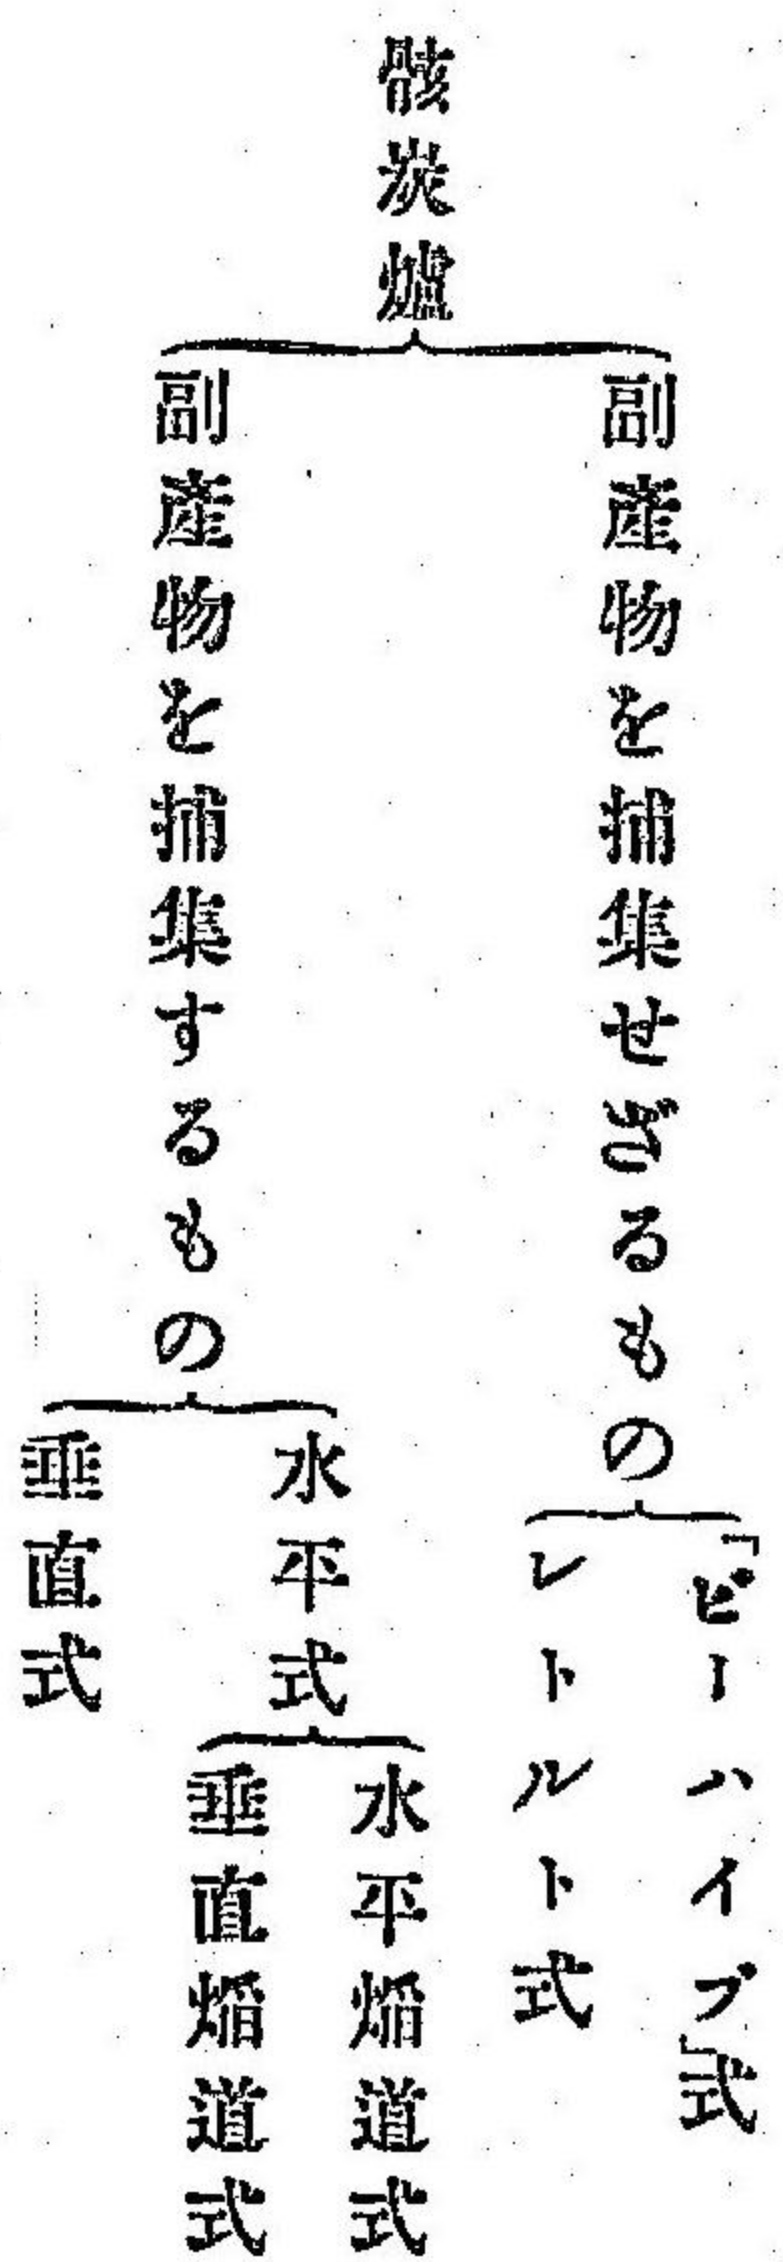 骸炭爐
副産物を捕集せざるもの
「ビーハイブ」式
レトルト式
副産物を捕集するもの
水平式
水平焔道式
垂直焔道式
垂直式